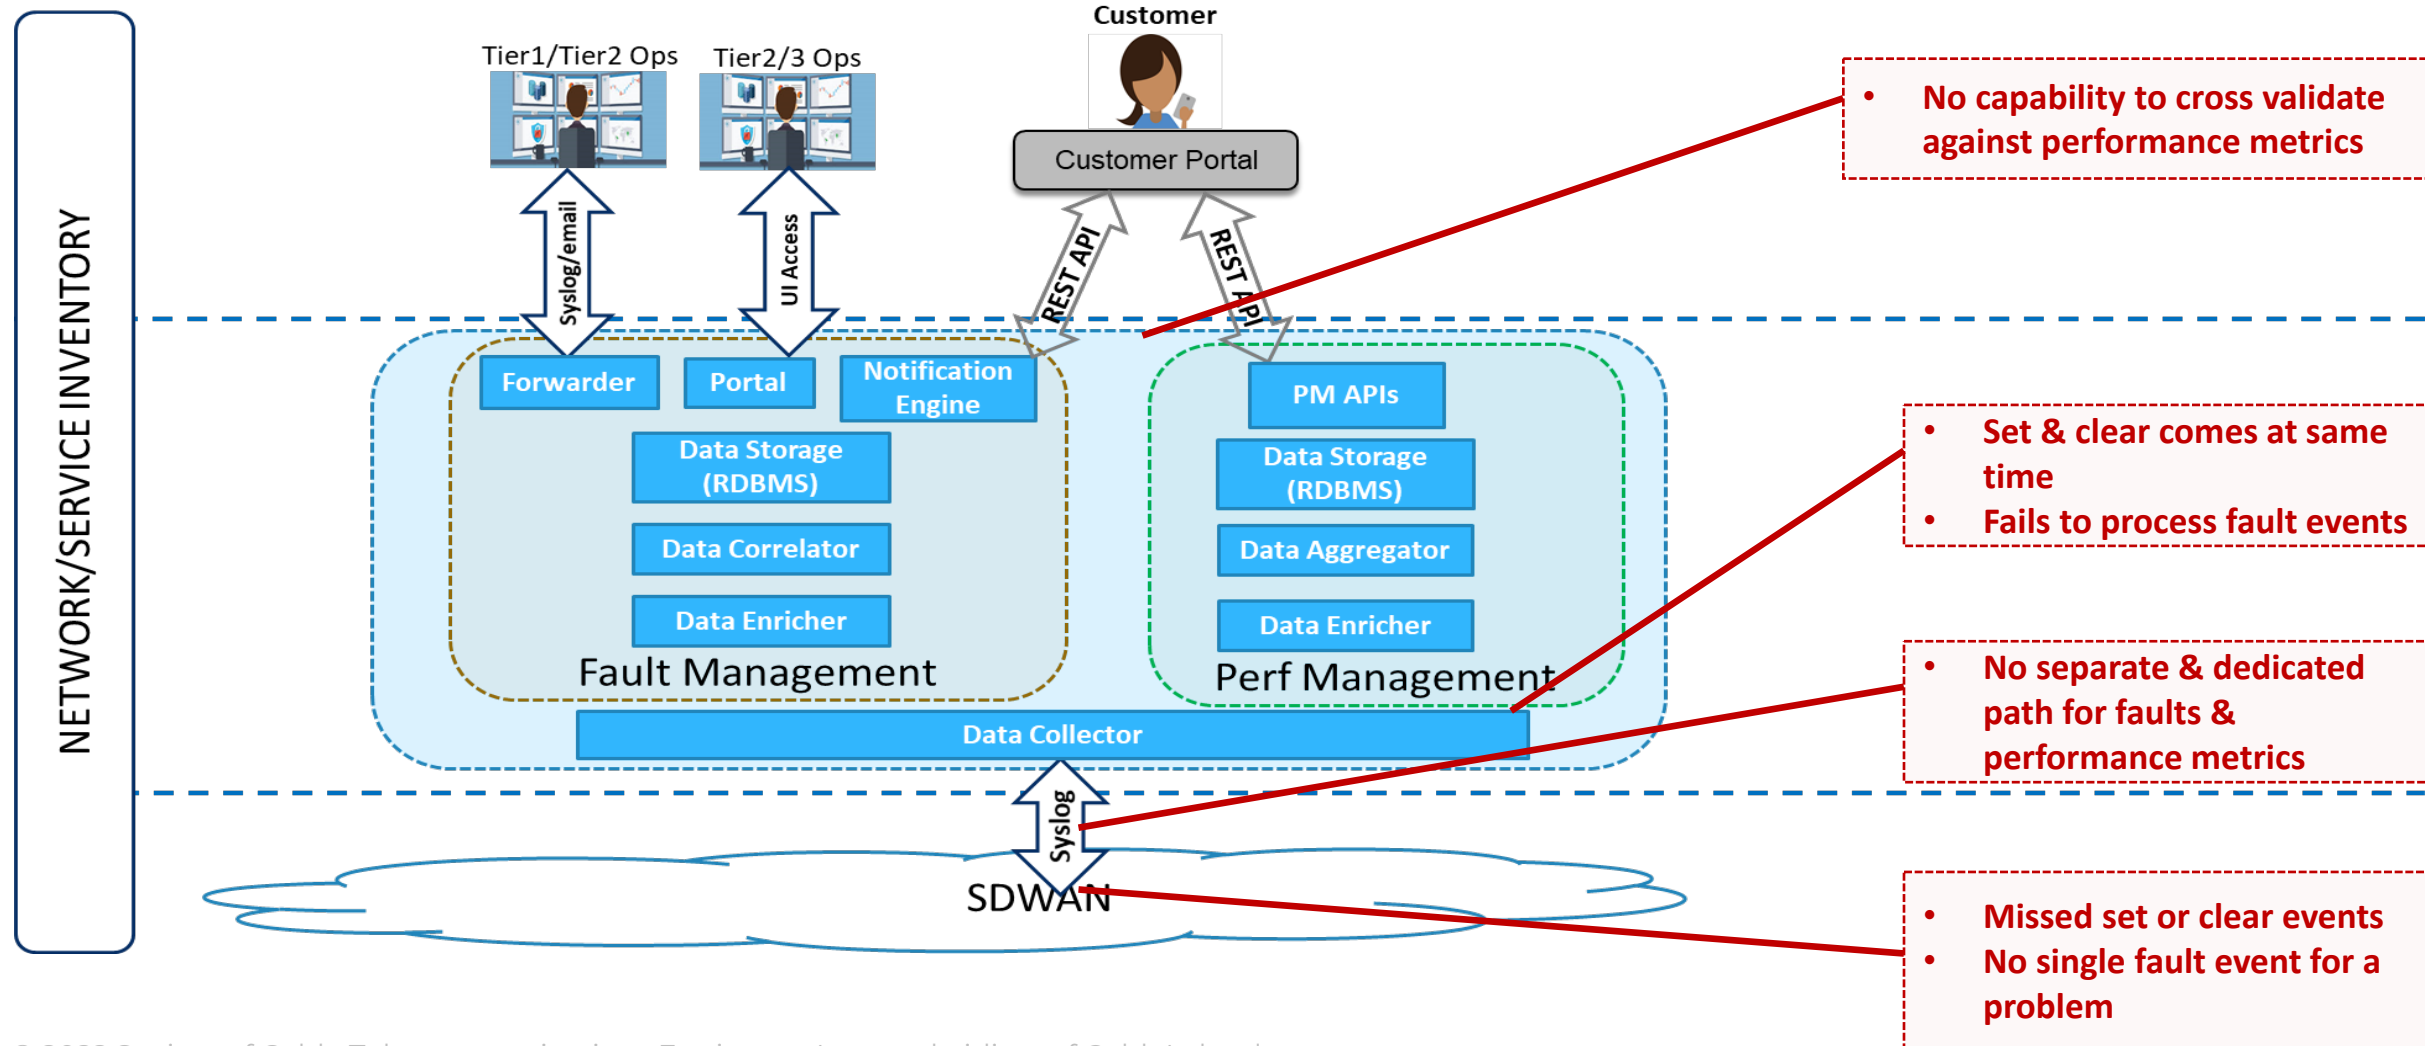 Customer
Tier1/Tier2 Ops
Tier2/3 Ops
Customer Portal
NETWORK/SERVICE INVENTORY
Syslog/email
UI Access
REST API
REST API
Forwarder
Portal
Notification
Engine
Data Storage
(RDBMS)
Data Correlator
Data Enricher
Fault Management
PM APIs
Data Storage
(RDBMS)
Data Aggregator
Data Enricher
Perf Management
Data Collector
Syslog
SDWAN
• No capability to cross validate
against performance metrics
• Set & clear comes at same
time
• Fails to process fault events
• No separate & dedicated
path for faults &
performance metrics
• Missed set or clear events
• No single fault event for a
problem